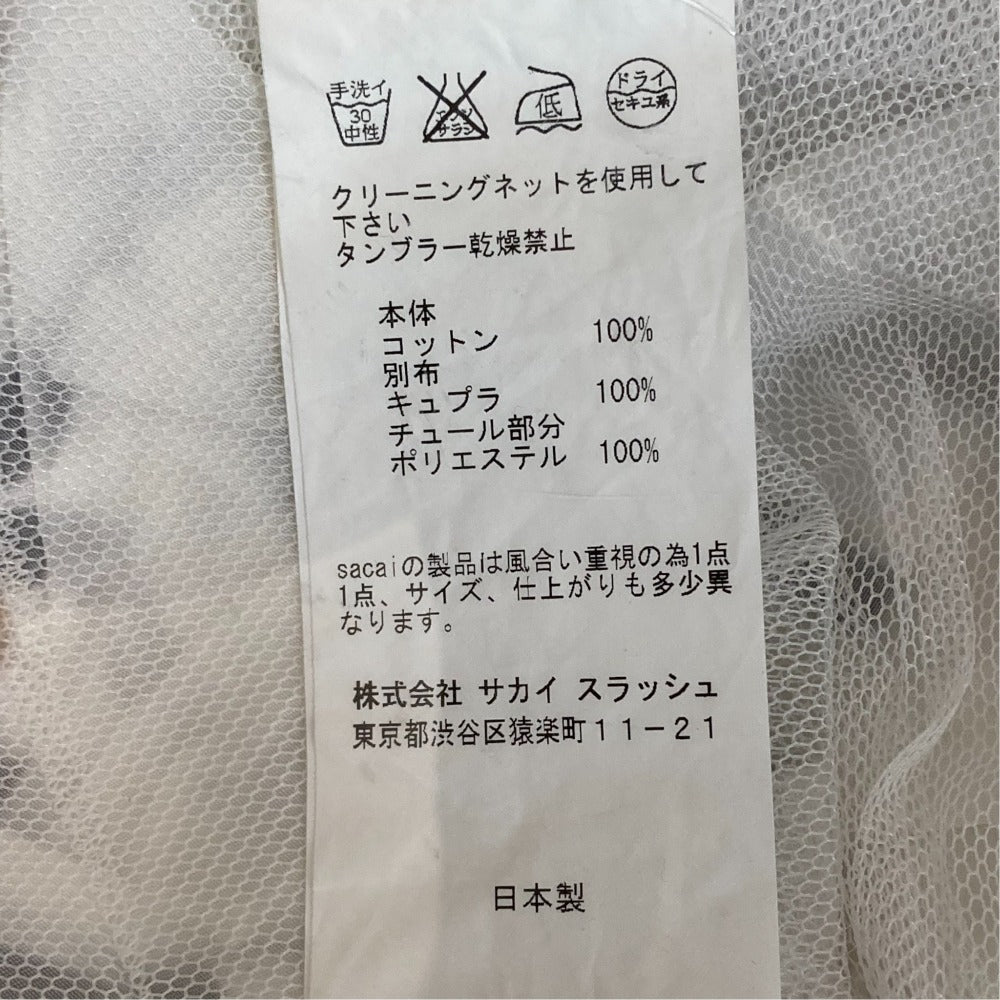 手洗イ
30
中性
エンソ
サラシ
低
ドライ
セキユ系
クリーニングネットを使用して
下さい
タンブラー乾燥禁止
本体
コットン 100%
別布
キュプラ 100%
チュール部分
ポリエステル 100%
sacaiの製品は風合い重視の為1点
1点、サイズ、仕上がりも多少異
なります。
株式会社 サカイ スラッシュ
東京都渋谷区猿楽町11-21
日本製